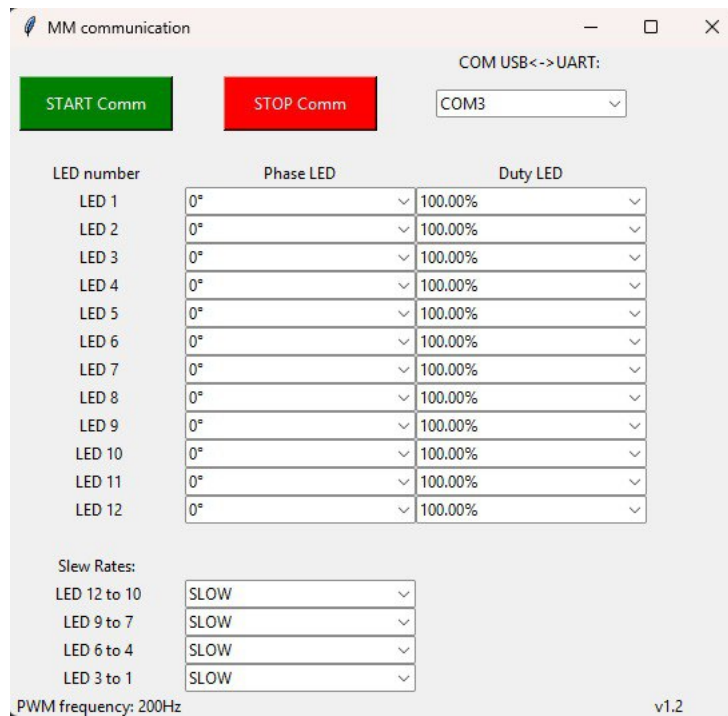 MM communication
COM USB<->UART:
START Comm STOP Comm COM3
LED number Phase LED Duty LED
LED 1 0° 100.00%
LED 2 0° 100.00%
LED 3 0° 100.00%
LED 4 0° 100.00%
LED 5 0° 100.00%
LED 6 0° 100.00%
LED 7 0° 100.00%
LED 8 0° 100.00%
LED 9 0° 100.00%
LED 10 0° 100.00%
LED 11 0° 100.00%
LED 12 0° 100.00%
Slew Rates:
LED 12 to 10 SLOW
LED 9 to 7 SLOW
LED 6 to 4 SLOW
LED 3 to 1 SLOW
PWM frequency: 200Hz v1.2